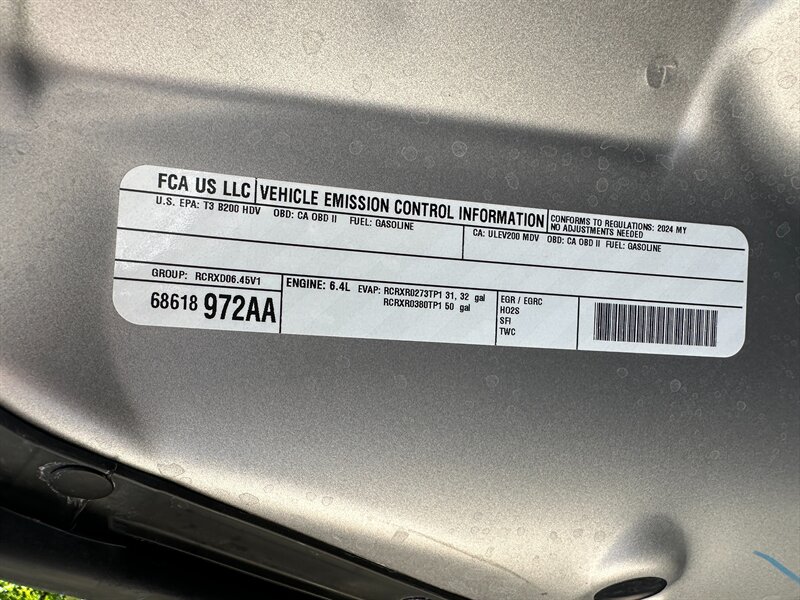 FCA US LLC
VEHICLE EMISSION CONTROL INFORMATION
CONFORMS TO REGULATIONS: 2024 MY
NO ADJUSTMENTS NEEDED
U.S. EPA: T3 B200 HDV OBD: CA OBD II FUEL: GASOLINE
CA: ULEV200 MDV OBD: CA OBD II FUEL: GASOLINE
GROUP: RCRXD06.45V1
68618 972AA
ENGINE: 6.4L EVAP: RCRXR0273TP1 31, 32 gal
RCRXR0380TP1 50 gal
EGR / EGRC
HO2S
SFI
TWC